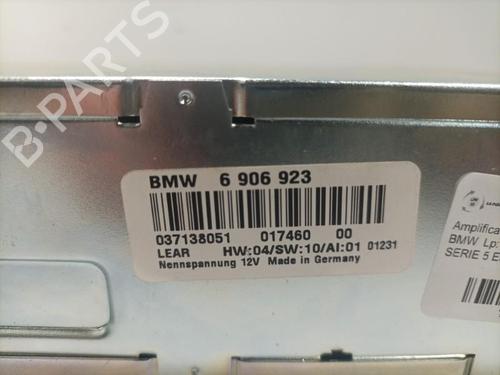 B-PARTS
BMW 6 906 923
037138051 017460 00
LEAR HW:04/SW:10/AI:01 01231
Nennspannung 12V Made in Germany
Amplifica
BMW Lp:
SERIE 5 E